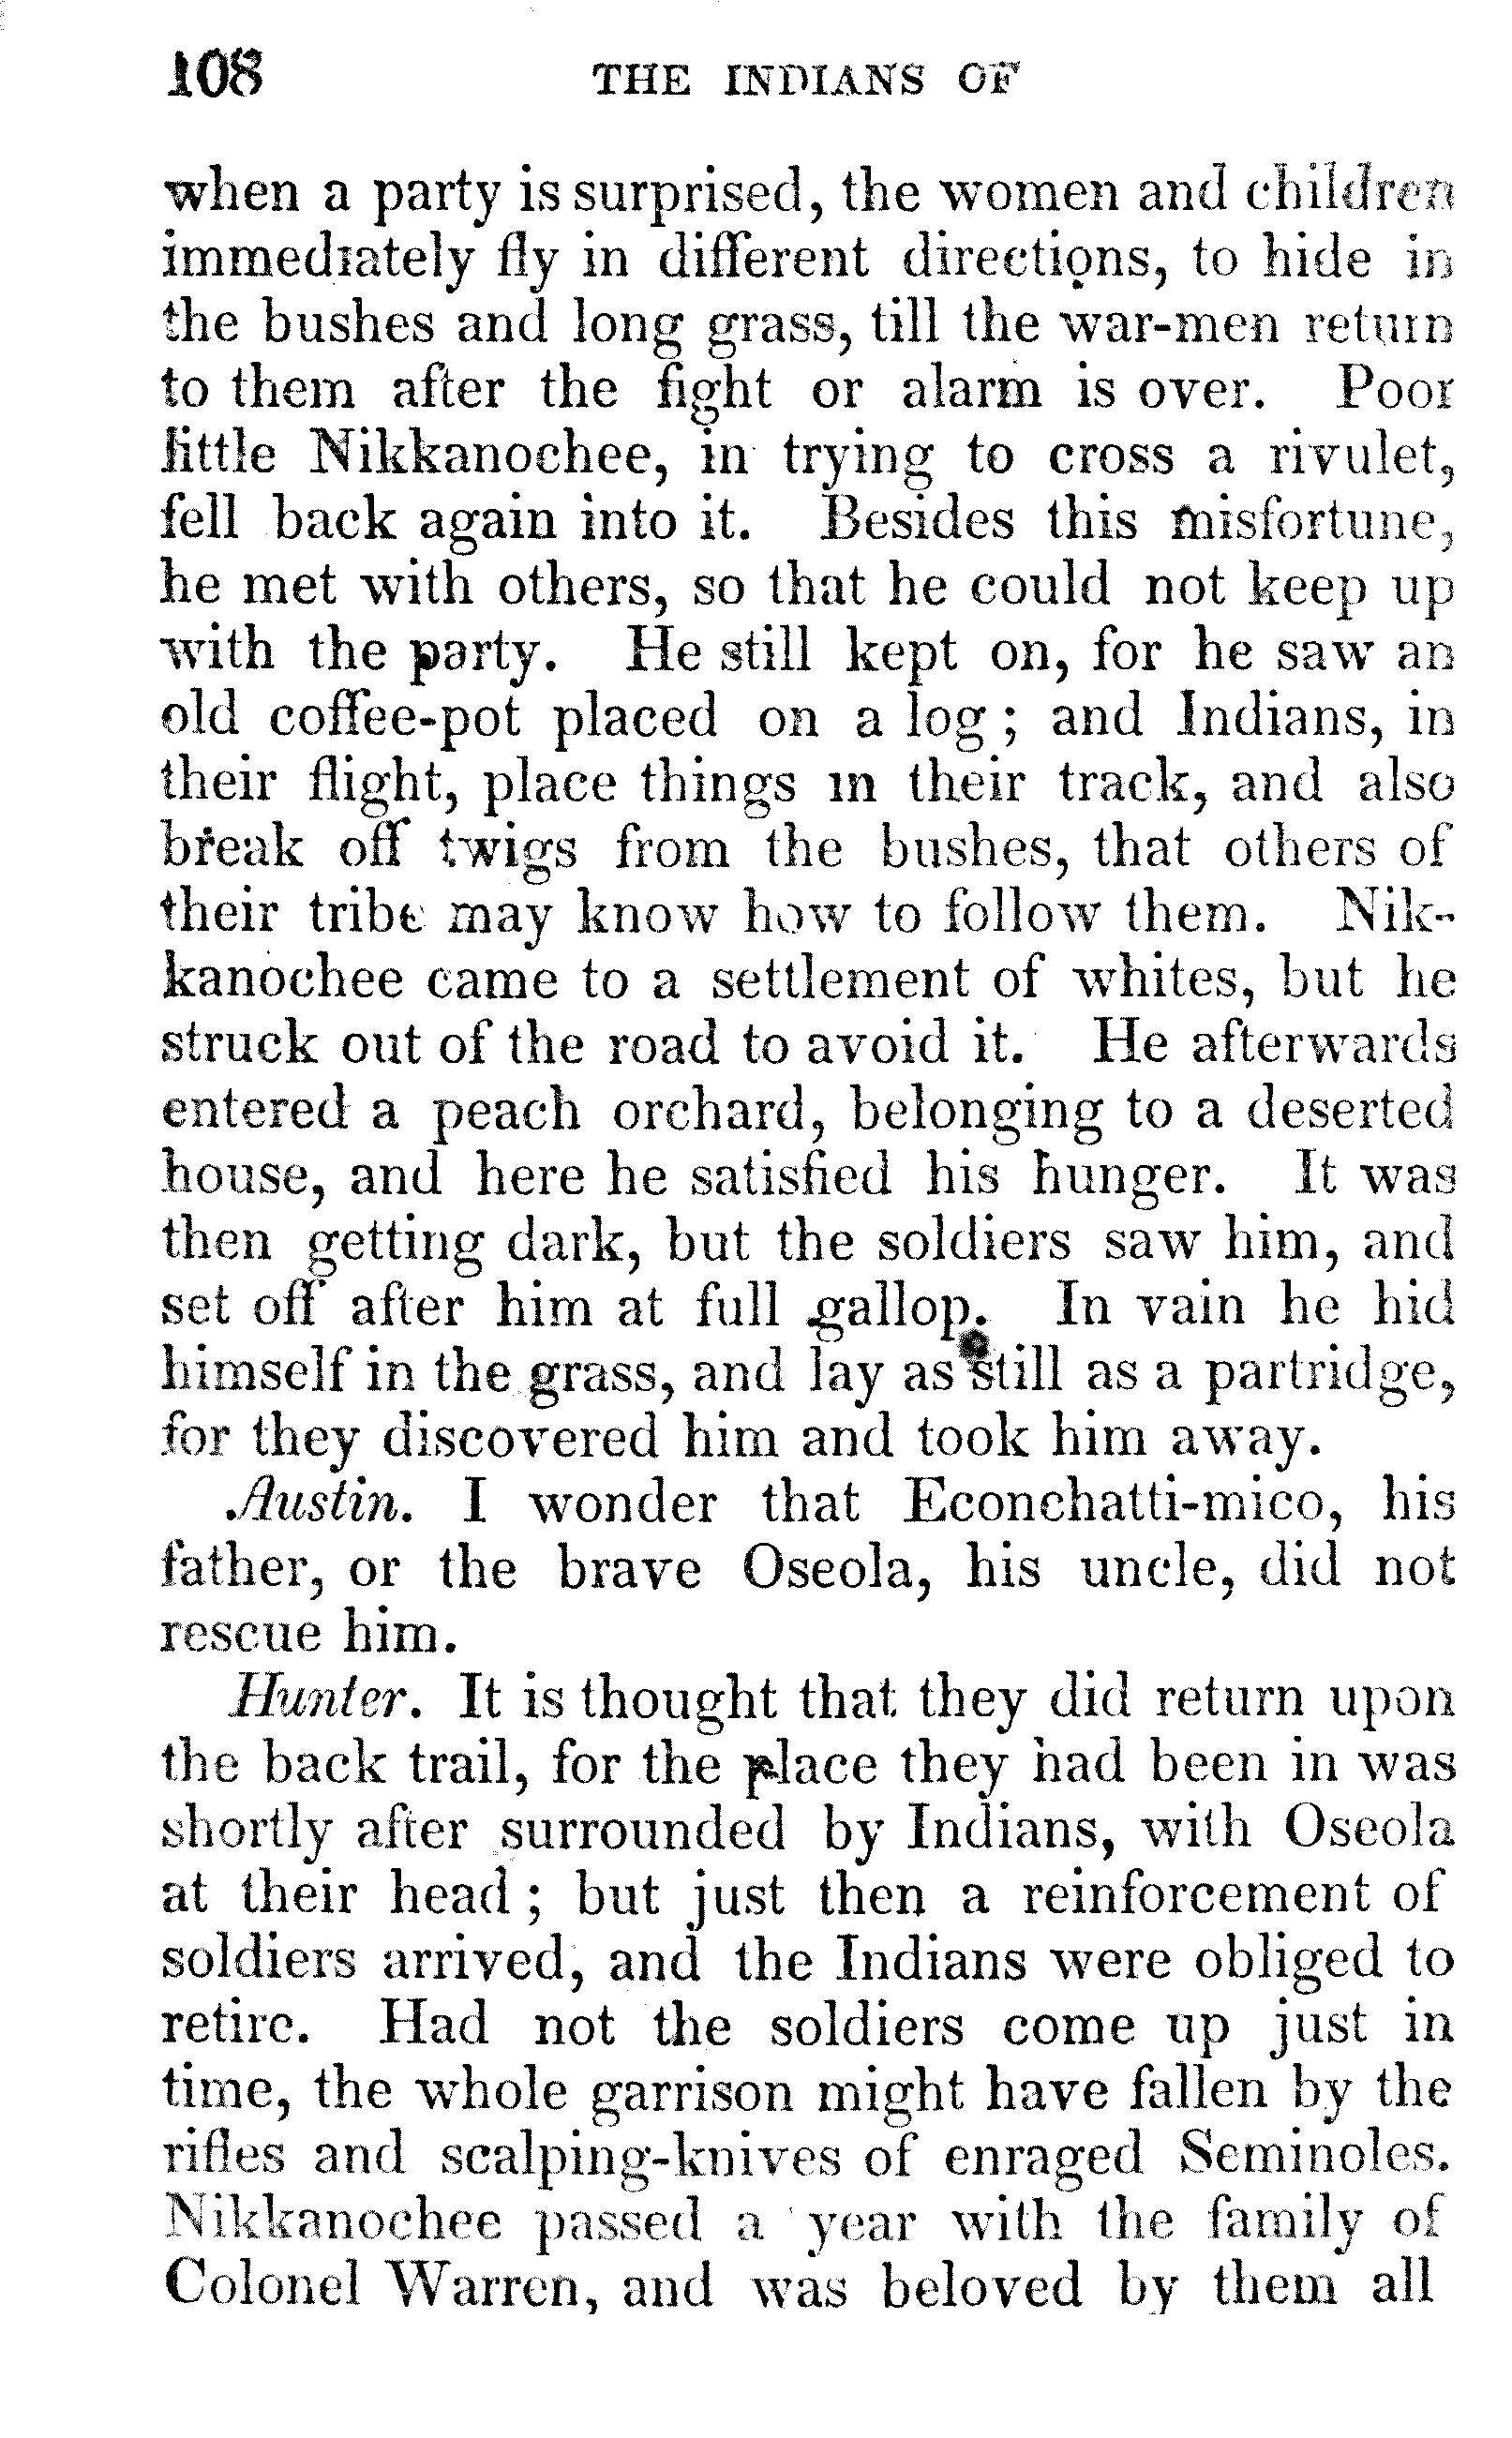 108 THE INDIANS OF
when a party is surprised, the women and children
immediately fly in different directions, to hide in
the bushes and long grass, till the war-men return
to them after the fight or alarm is over. Poor
little Nikkanochee, in trying to cross a rivulet,
fell back again into it. Besides this misfortune,
he met with others, so that he could not keep up
with the party. He still kept on, for he saw an
old coffee-pot placed on a log; and Indians, in
their flight, place things in their track, and also
break off twigs from the bushes, that others of
their tribe may know how to follow them. Nik-
kanochee came to a settlement of whites, but he
struck out of the road to avoid it. He afterwards
entered a peach orchard, belonging to a deserted
house, and here he satisfied his hunger. It was
then getting dark, but the soldiers saw him, and
set off after him at full gallop. In vain he hid
himself in the grass, and lay as still as a partridge,
for they discovered him and took him away.
Austin. I wonder that Econchatti-mico, his
father, or the brave Oseola, his uncle, did not
rescue him.
Hunter. It is thought that they did return upon
the back trail, for the place they had been in was
shortly after surrounded by Indians, with Oseola
at their head; but just then a reinforcement of
soldiers arrived, and the Indians were obliged to
retire. Had not the soldiers come up just in
time, the whole garrison might have fallen by the
rifles and scalping-knives of enraged Seminoles.
Nikkanochee passed a year with the family of
Colonel Warren, and was beloved by them all